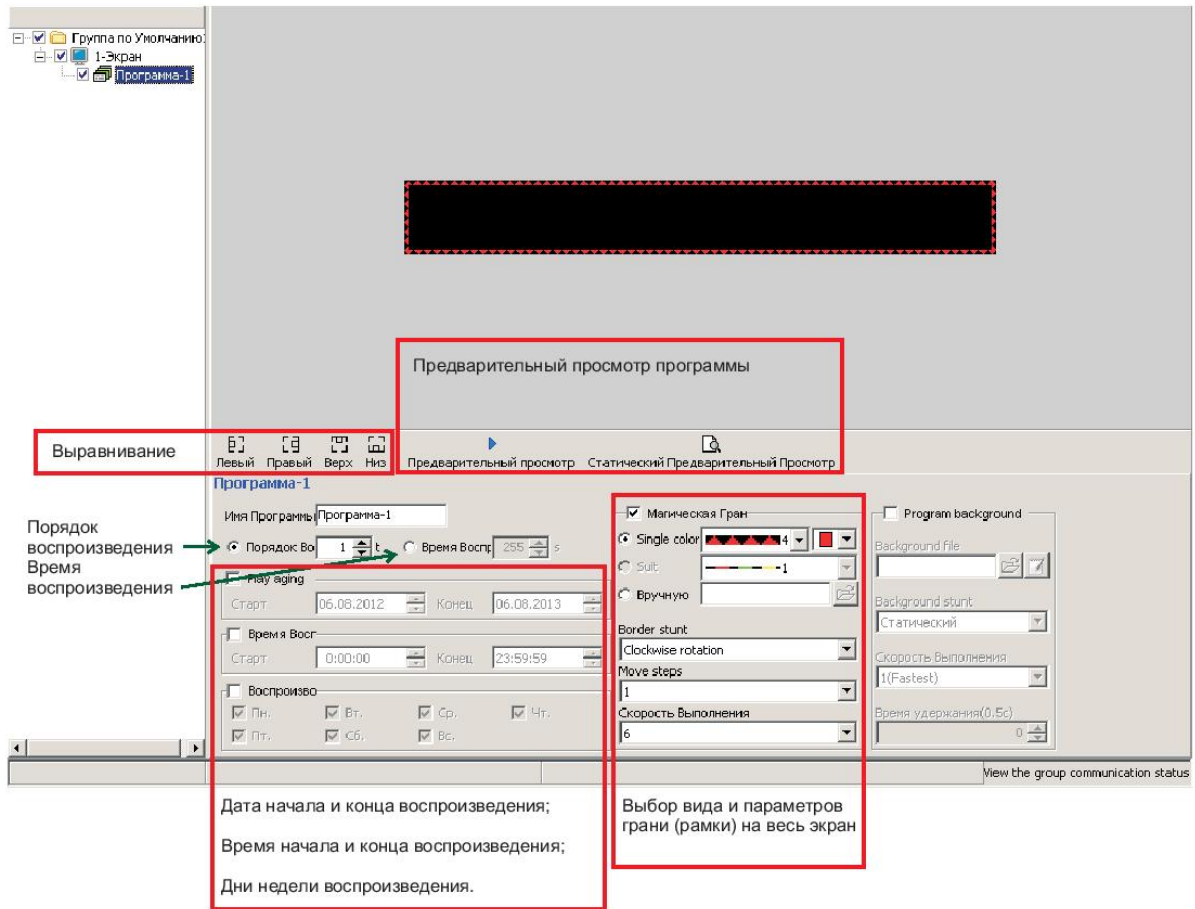 Группа по Умолчанию
1-Экран
Программа-1
Предварительный просмотр программы
Выравнивание
Левый Правый Верх Низ Предварительный просмотр Статический Предварительный Просмотр
Программа-1
Имя Программы Программа-1
Порядок
воспроизведения
Время
воспроизведения
Порядок Во 1 t Время Воспр 255 s
Play aging
Старт 06.08.2012 Конец 06.08.2013
Время Восг
Старт 0:00:00 Конец 23:59:59
Воспроизво
Пн. Вт. Ср. Чт.
Пт. Сб. Вс.
Магическая Гран
Single color 4
Suit 1
Вручную
Border stunt
Clockwise rotation
Move steps
1
Скорость Выполнения
6
Program background
Background file
Background stunt
Статический
Скорость Выполнения
1(Fastest)
Время удержания(0.5с)
0
View the group communication status
Дата начала и конца воспроизведения;
Время начала и конца воспроизведения;
Дни недели воспроизведения.
Выбор вида и параметров
грани (рамки) на весь экран